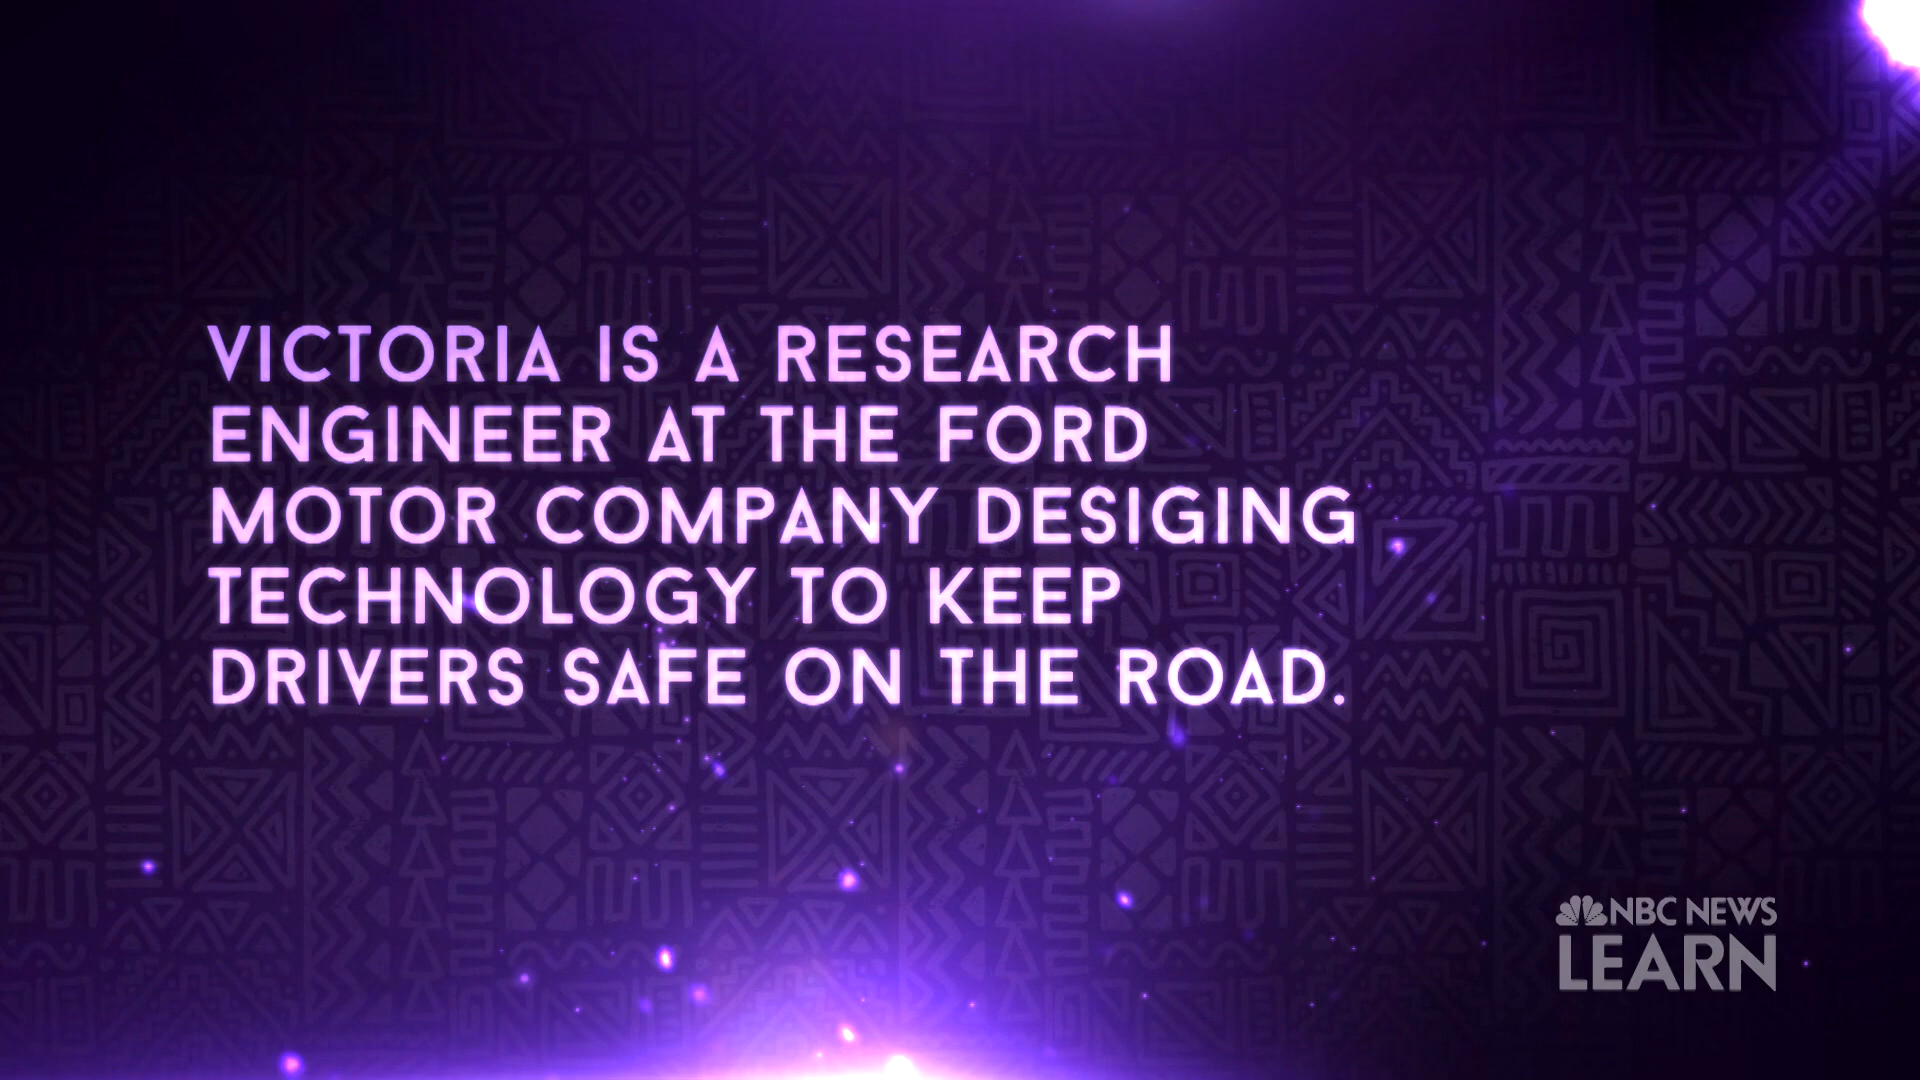 VICTORIA IS A RESEARCH
ENGINEER AT THE FORD
MOTOR COMPANY DESIGING
TECHNOLOGY TO KEEP
DRIVERS SAFE ON THE ROAD.
NBC NEWS
LEARN